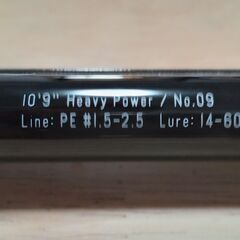 10'9" Heavy Power / No.09
Line: PE #1.5-2.5 Lure: 14-60